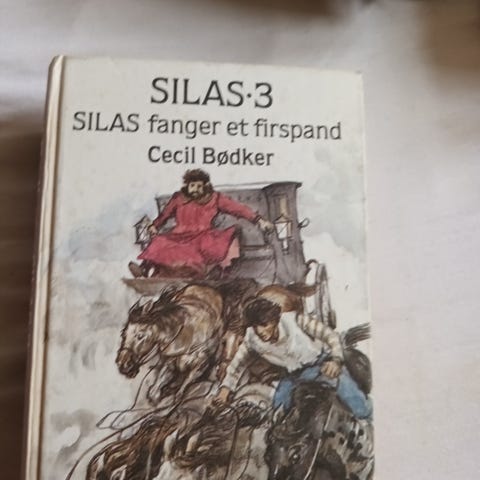 SILAS·3
SILAS fanger et firspand
Cecil Bødker